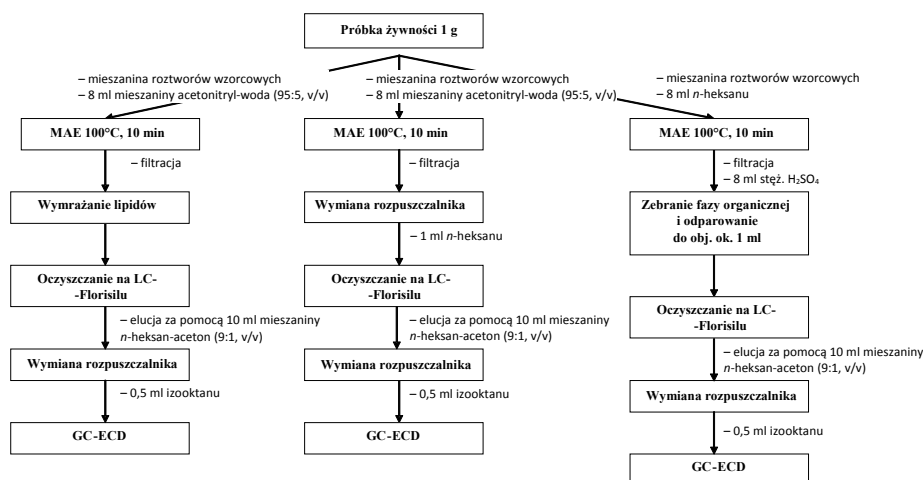 Próbka żywności 1 g
– mieszanina roztworów wzorcowych
– 8 ml mieszaniny acetonitryl-woda (95:5, v/v)
MAE 100°C, 10 min
– filtracja
Wymrażanie lipidów
Oczyszczanie na LC-
-Florisilu
– elucja za pomocą 10 ml mieszaniny
n-heksan-aceton (9:1, v/v)
Wymiana rozpuszczalnika
– 0,5 ml izooktanu
GC-ECD
– mieszanina roztworów wzorcowych
– 8 ml mieszaniny acetonitryl-woda (95:5, v/v)
MAE 100°C, 10 min
– filtracja
Wymiana rozpuszczalnika
– 1 ml n-heksanu
Oczyszczanie na LC-
-Florisilu
– elucja za pomocą 10 ml mieszaniny
n-heksan-aceton (9:1, v/v)
Wymiana rozpuszczalnika
– 0,5 ml izooktanu
GC-ECD
– mieszanina roztworów wzorcowych
– 8 ml n-heksanu
MAE 100°C, 10 min
– filtracja
– 8 ml stęż. H₂SO₄
Zebranie fazy organicznej
i odparowanie
do obj. ok. 1 ml
Oczyszczanie na LC-
-Florisilu
– elucja za pomocą 10 ml mieszaniny
n-heksan-aceton (9:1, v/v)
Wymiana rozpuszczalnika
– 0,5 ml izooktanu
GC-ECD